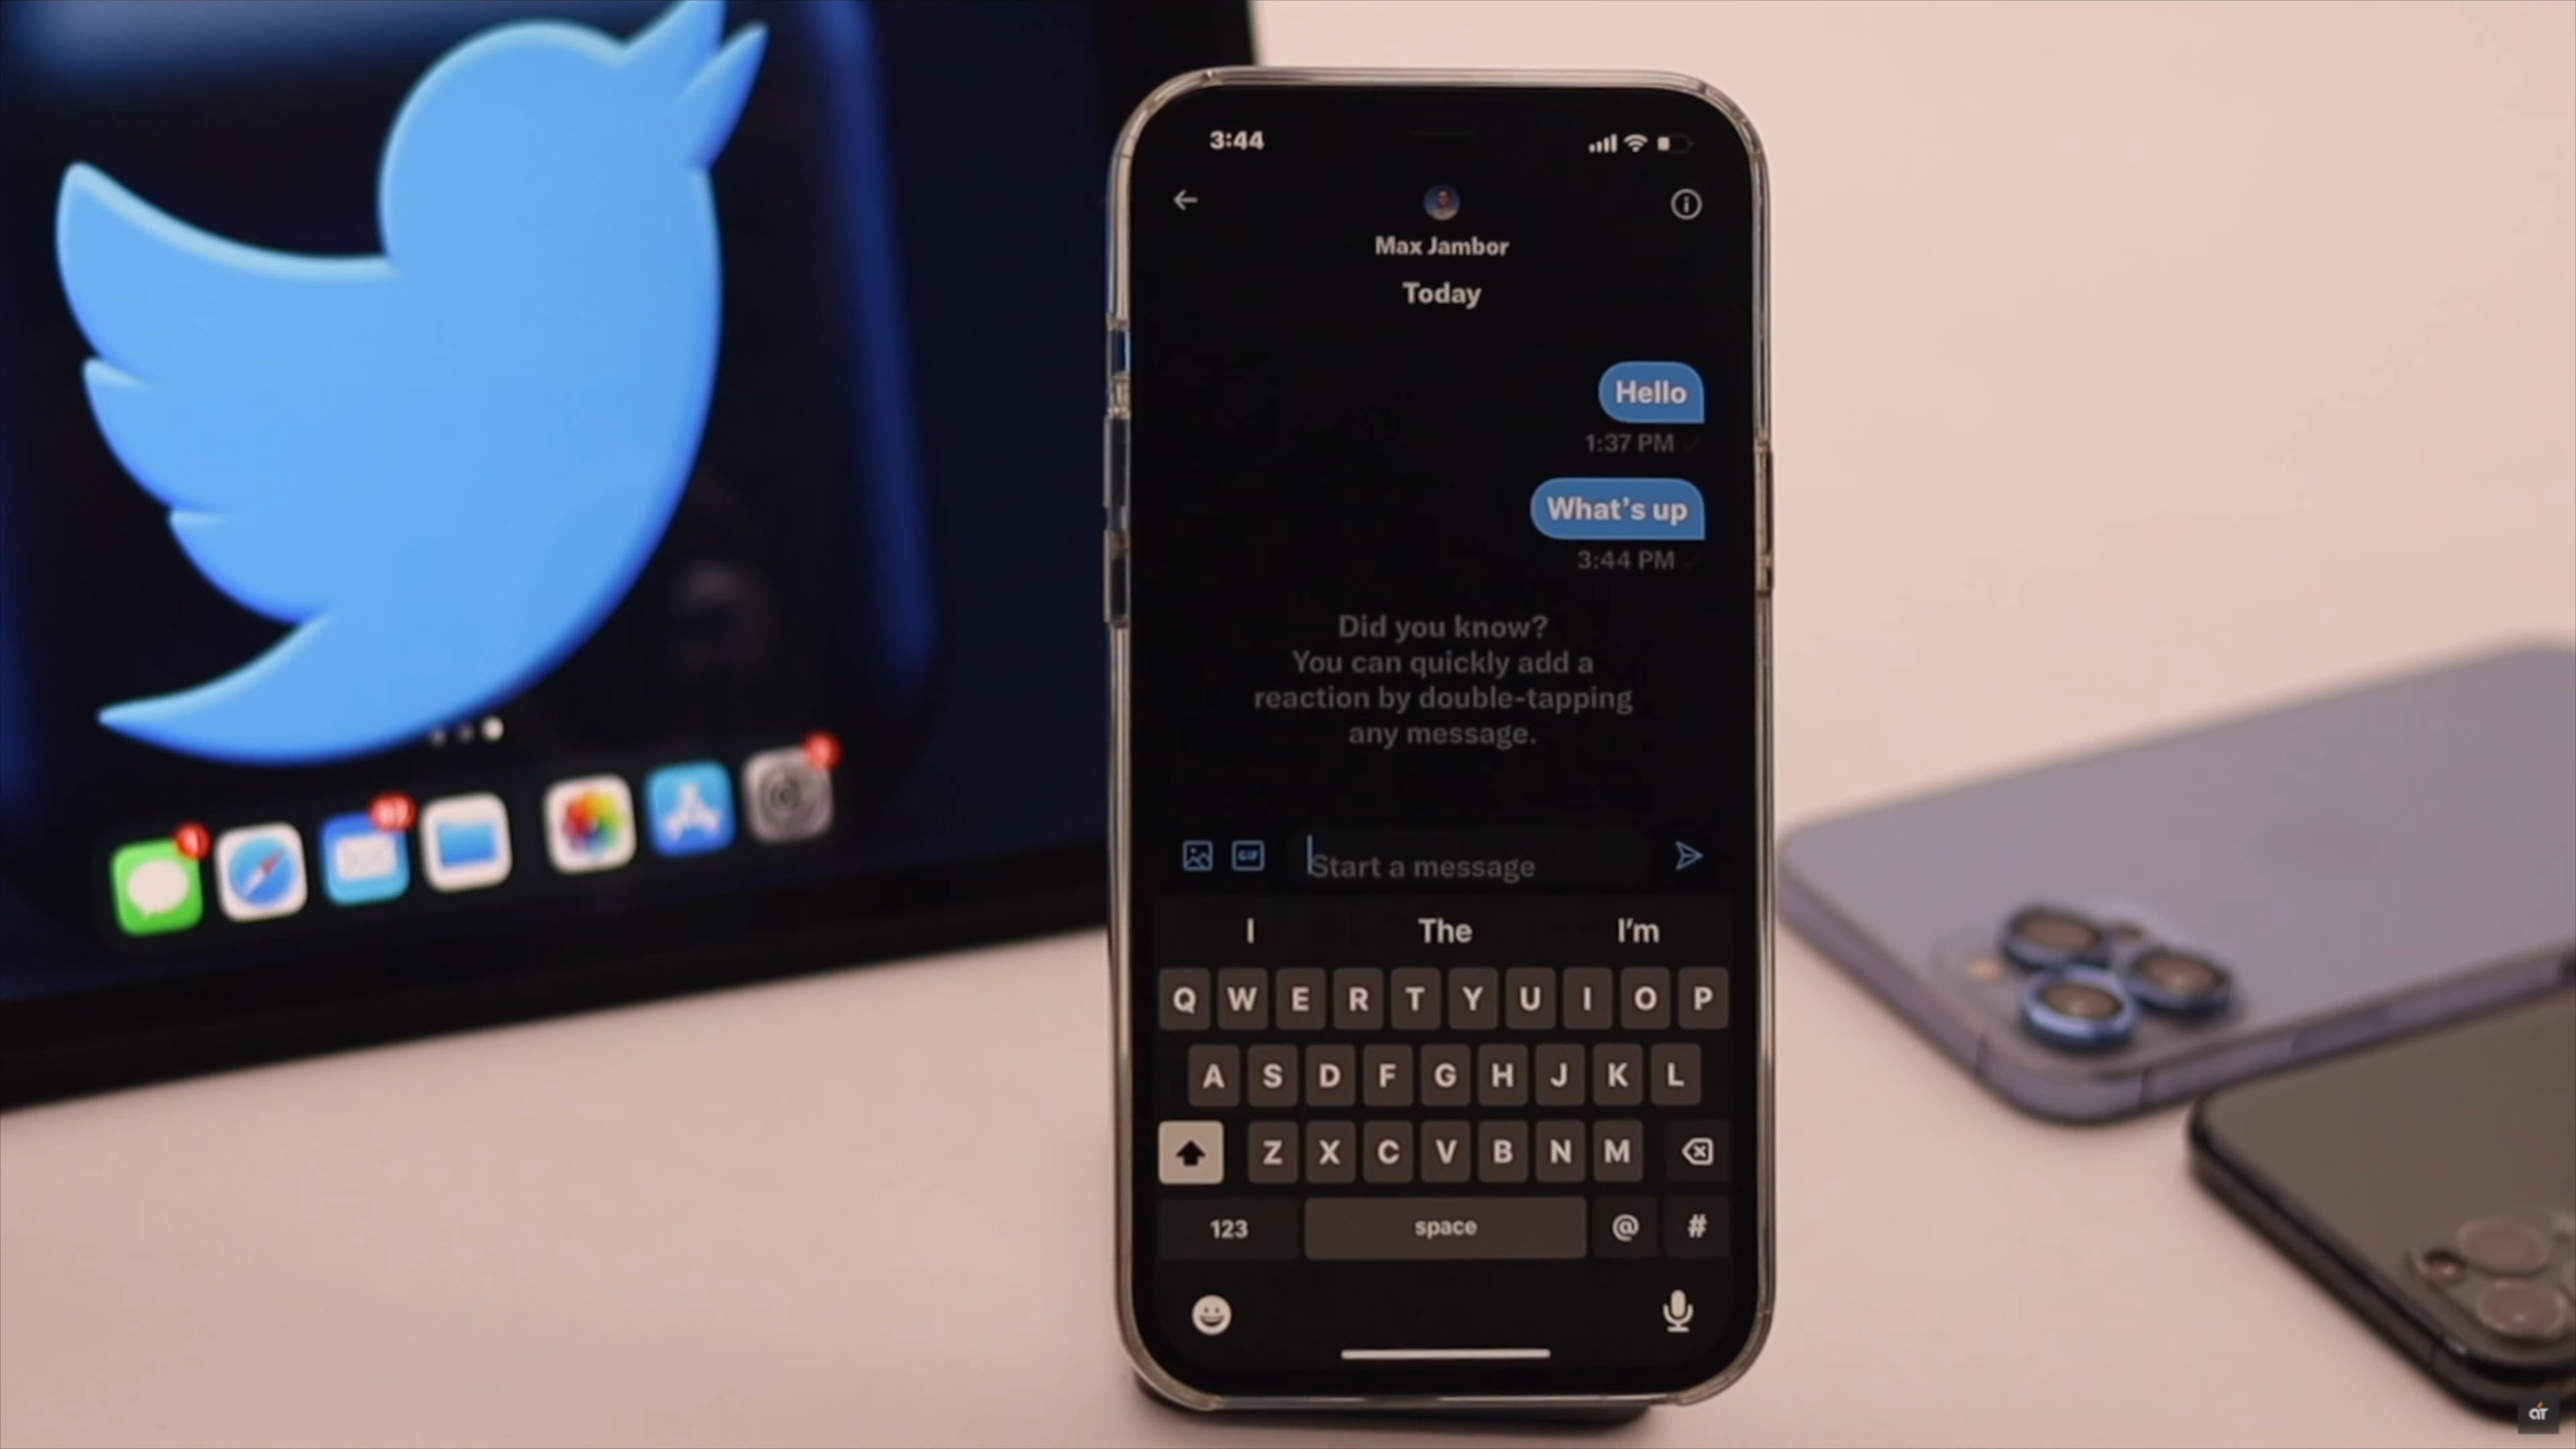 3:44
Max Jambor
Today
Hello
1:37 PM
What's up
3:44 PM
Did you know?
You can quickly add a
reaction by double-tapping
any message.
GIF
Start a message
I The I'm
Q W E R T Y U I O P
A S D F G H J K L
Z X C V B N M
123 space @ #